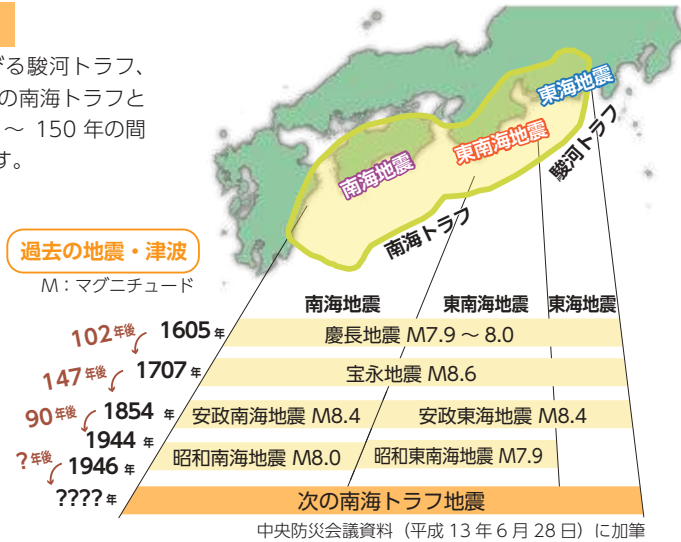 る駿河トラフ、
の南海トラフと
～ 150 年の間
す。
東海地震
東南海地震
南海地震
駿河トラフ
南海トラフ
過去の地震・津波
M：マグニチュード
南海地震 東南海地震 東海地震
102年後 1605年 慶長地震 M7.9 ～ 8.0
147年後 1707 年 宝永地震 M8.6
90年後 1854 年 安政南海地震 M8.4 安政東海地震 M8.4
1944 年
?年後 1946 年 昭和南海地震 M8.0 昭和東南海地震 M7.9
????年 次の南海トラフ地震
中央防災会議資料（平成 13 年 6 月 28 日）に加筆